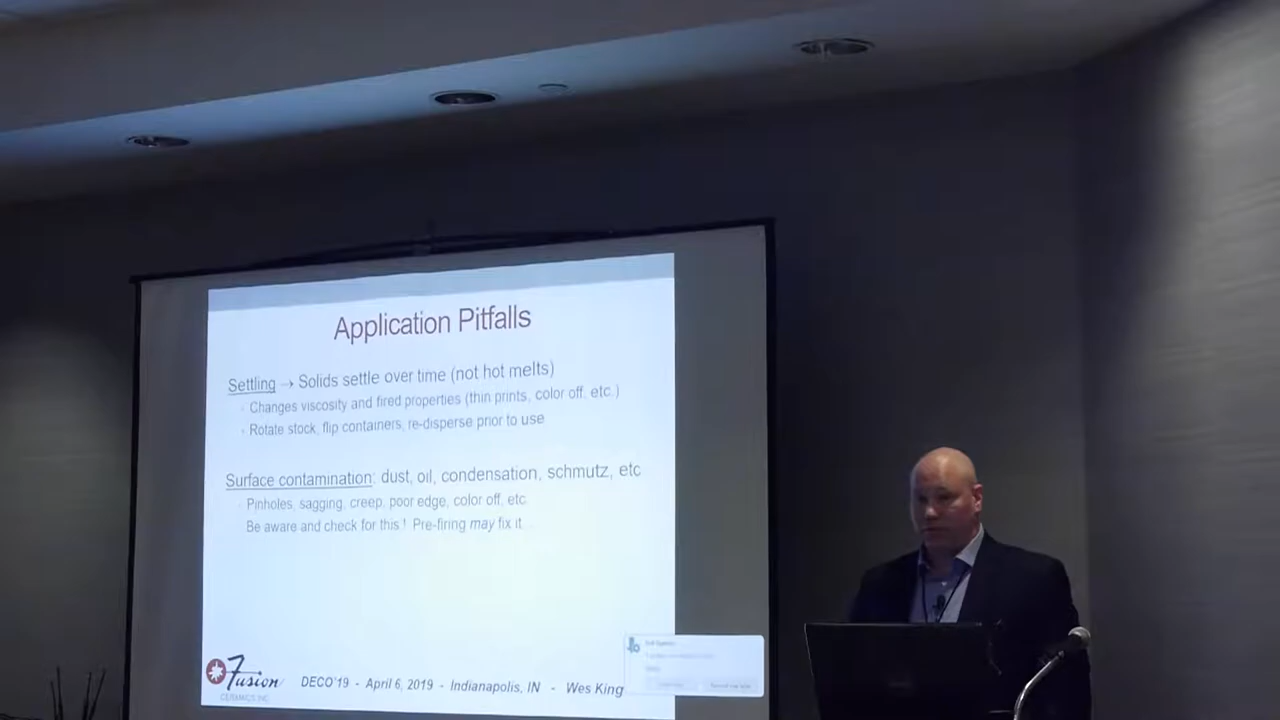 Application Pitfalls
Settling → Solids settle over time (not hot melts)
Changes viscosity and fired properties (thin prints, color off, etc.)
Rotate stock, flip containers, re-disperse prior to use
Surface contamination: dust, oil, condensation, schmutz, etc
Pinholes, sagging, creep, poor edge, color off, etc.
Be aware and check for this! Pre-firing may fix it...
Fusion
CERAMICS INC
DECO'19 - April 6, 2019 - Indianapolis, IN - Wes King